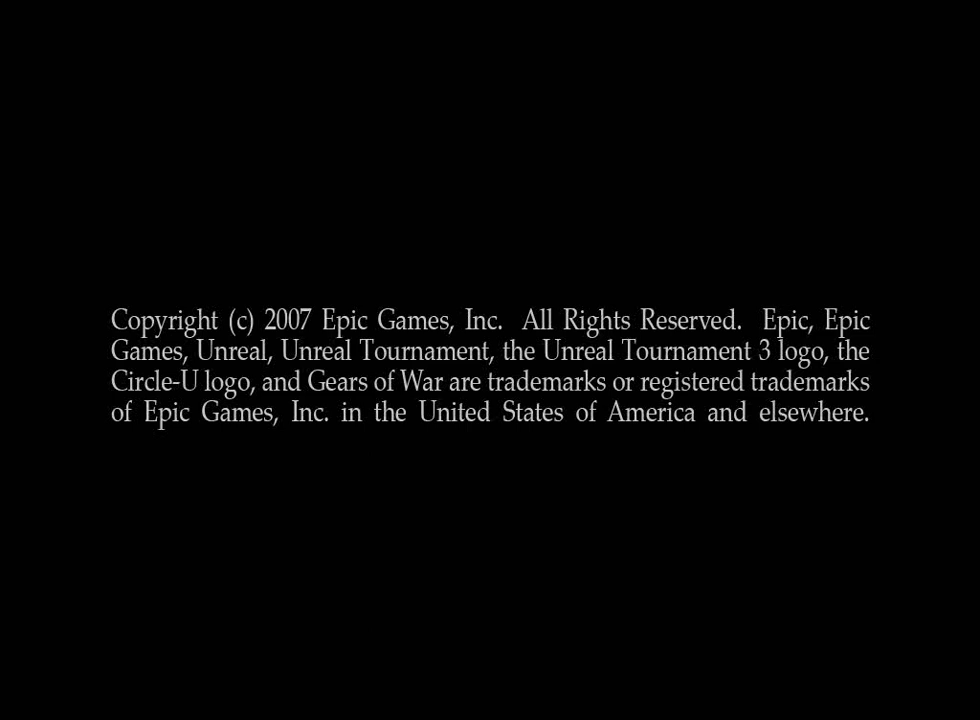 Copyright (c) 2007 Epic Games, Inc.  All Rights Reserved.  Epic, Epic
Games, Unreal, Unreal Tournament, the Unreal Tournament 3 logo, the
Circle-U logo, and Gears of War are trademarks or registered trademarks
of Epic Games, Inc. in the United States of America and elsewhere.